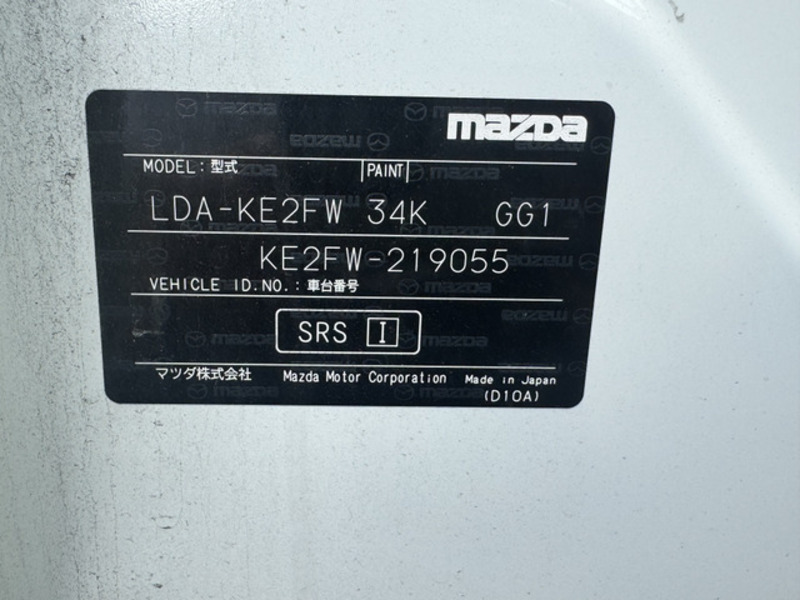 mazda
MODEL：型式 PAINT
LDA-KE2FW 34K GG1
KE2FW-219055
VEHICLE ID.NO.：車台番号
SRS I
マツダ株式会社 Mazda Motor Corporation Made in Japan
(D10A)